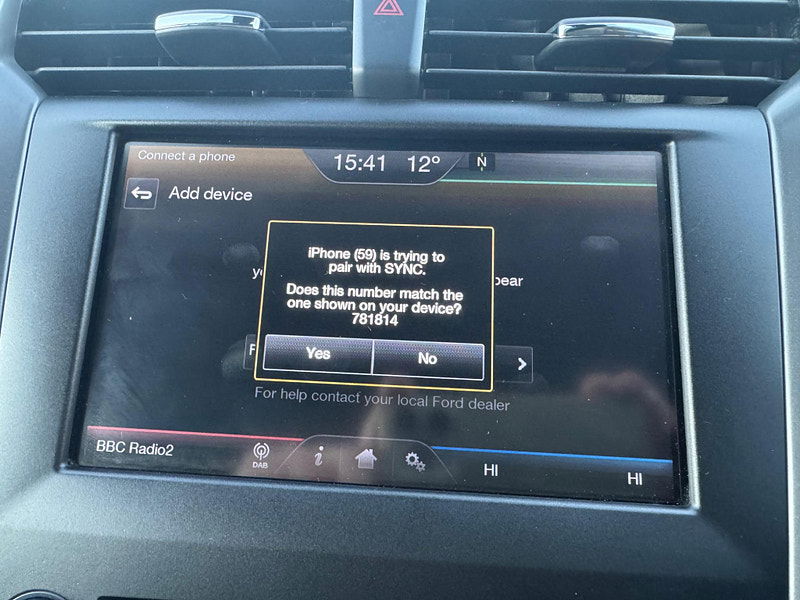 Connect a phone
15:41 12° N
Add device
iPhone (59) is trying to
pair with SYNC.
Does this number match the
one shown on your device?
781814
Yes No
For help contact your local Ford dealer
BBC Radio2
DAB
HI
HI